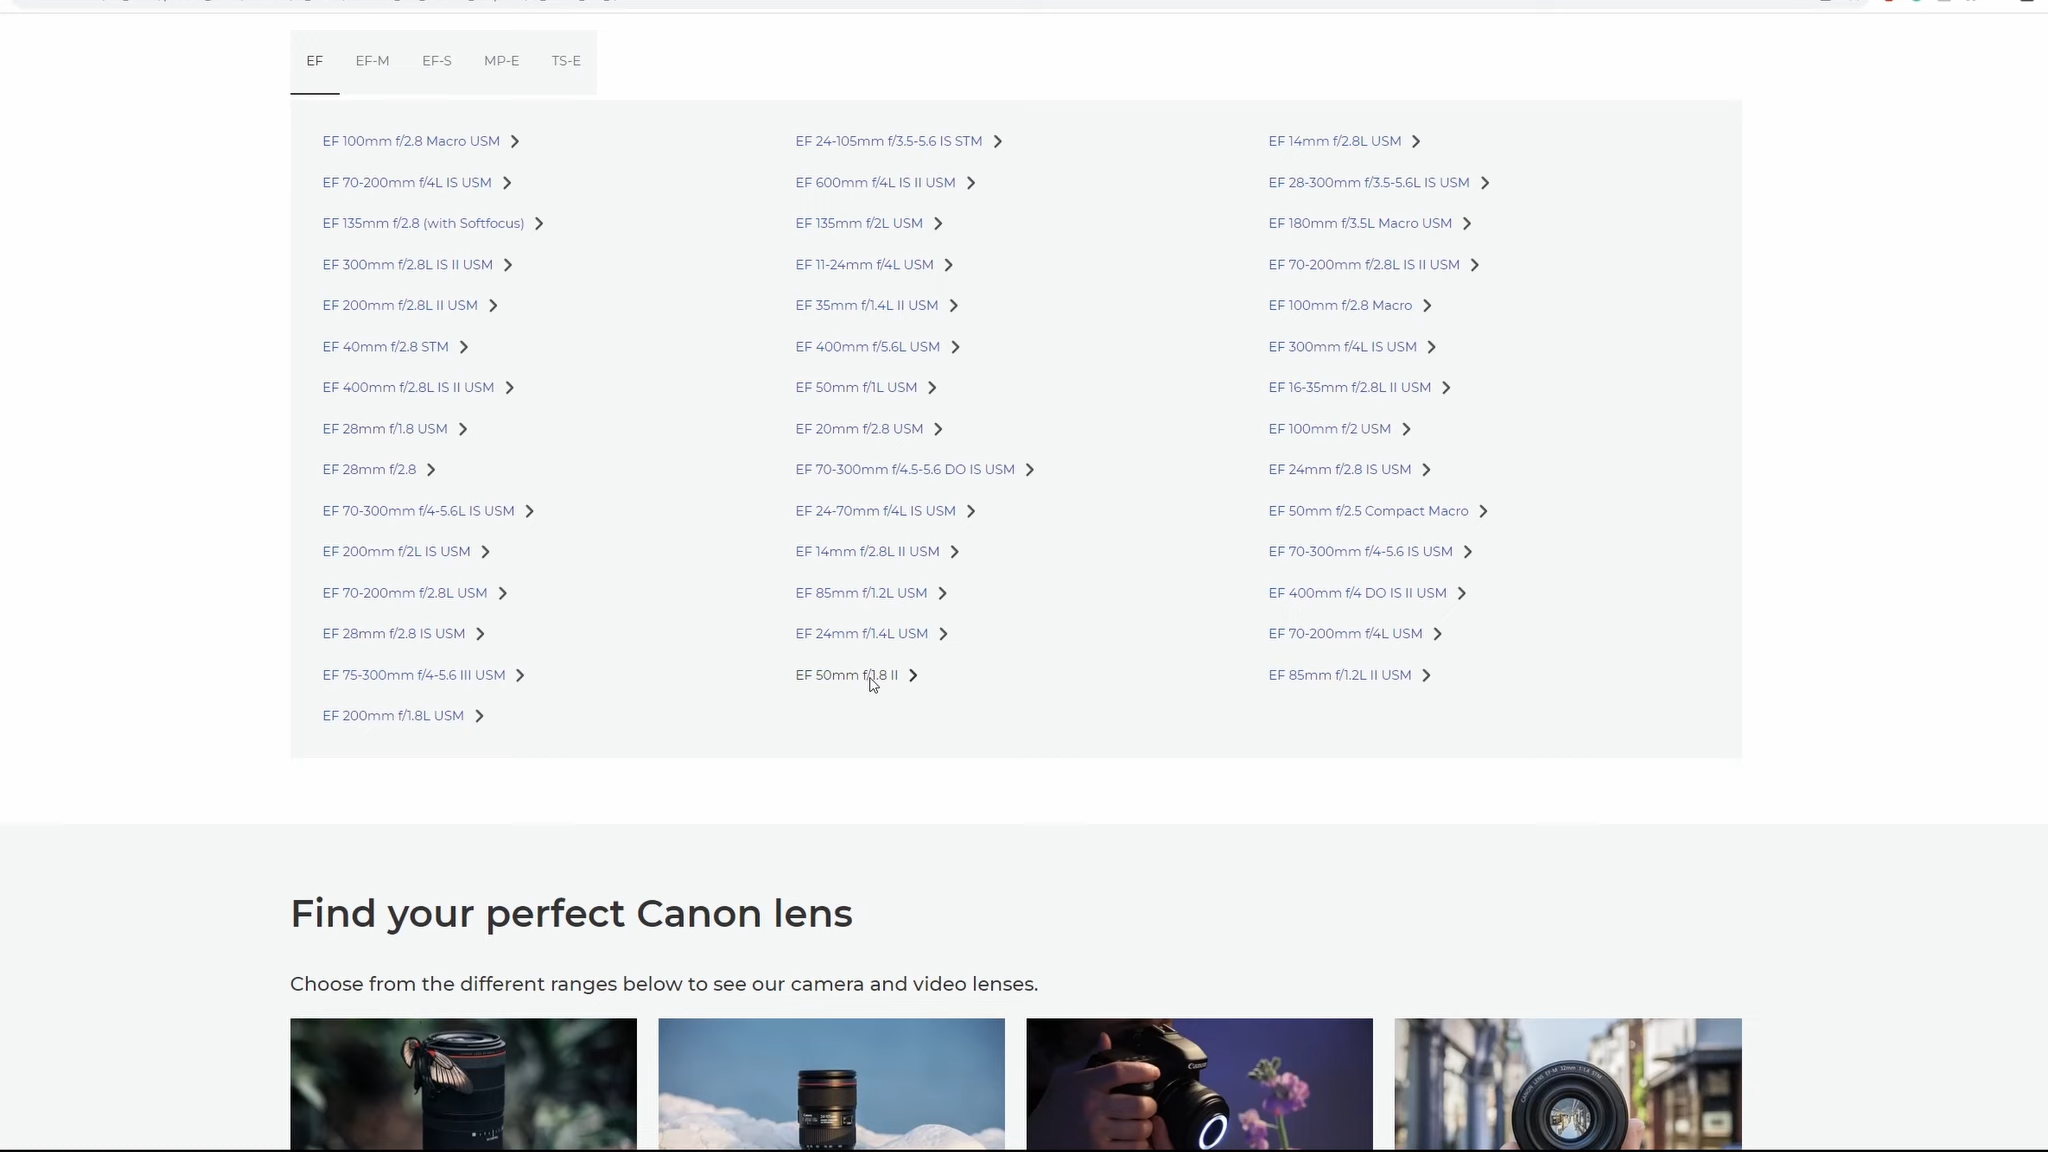 EF EF-M EF-S MP-E TS-E
EF 100mm f/2.8 Macro USM
EF 24-105mm f/3.5-5.6 IS STM
EF 14mm f/2.8L USM
EF 70-200mm f/4L IS USM
EF 600mm f/4L IS II USM
EF 28-300mm f/3.5-5.6L IS USM
EF 135mm f/2.8 (with Softfocus)
EF 135mm f/2L USM
EF 180mm f/3.5L Macro USM
EF 300mm f/2.8L IS II USM
EF 11-24mm f/4L USM
EF 70-200mm f/2.8L IS II USM
EF 200mm f/2.8L II USM
EF 35mm f/1.4L II USM
EF 100mm f/2.8 Macro
EF 40mm f/2.8 STM
EF 400mm f/5.6L USM
EF 300mm f/4L IS USM
EF 400mm f/2.8L IS II USM
EF 50mm f/1L USM
EF 16-35mm f/2.8L II USM
EF 28mm f/1.8 USM
EF 20mm f/2.8 USM
EF 100mm f/2 USM
EF 28mm f/2.8
EF 70-300mm f/4.5-5.6 DO IS USM
EF 24mm f/2.8 IS USM
EF 70-300mm f/4-5.6L IS USM
EF 24-70mm f/4L IS USM
EF 50mm f/2.5 Compact Macro
EF 200mm f/2L IS USM
EF 14mm f/2.8L II USM
EF 70-300mm f/4-5.6 IS USM
EF 70-200mm f/2.8L USM
EF 85mm f/1.2L USM
EF 400mm f/4 DO IS II USM
EF 28mm f/2.8 IS USM
EF 24mm f/1.4L USM
EF 70-200mm f/4L USM
EF 75-300mm f/4-5.6 III USM
EF 50mm f/1.8 II
EF 85mm f/1.2L II USM
EF 200mm f/1.8L USM
Find your perfect Canon lens
Choose from the different ranges below to see our camera and video lenses.
Canon